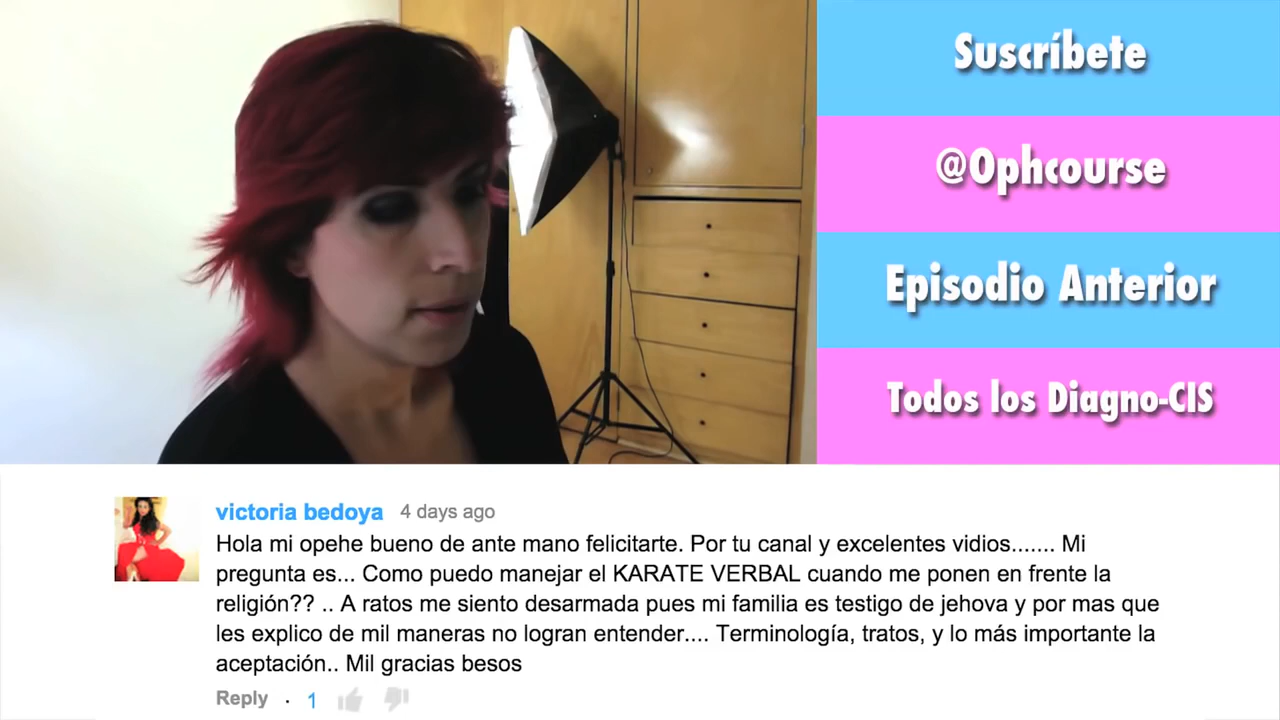 Suscríbete
@Ophcourse
Episodio Anterior
Todos los Diagno-CIS
victoria bedoya 4 days ago
Hola mi opehe bueno de ante mano felicitarte. Por tu canal y excelentes vidios....... Mi
pregunta es... Como puedo manejar el KARATE VERBAL cuando me ponen en frente la
religión?? .. A ratos me siento desarmada pues mi familia es testigo de jehova y por mas que
les explico de mil maneras no logran entender.... Terminología, tratos, y lo más importante la
aceptación.. Mil gracias besos
Reply · 1